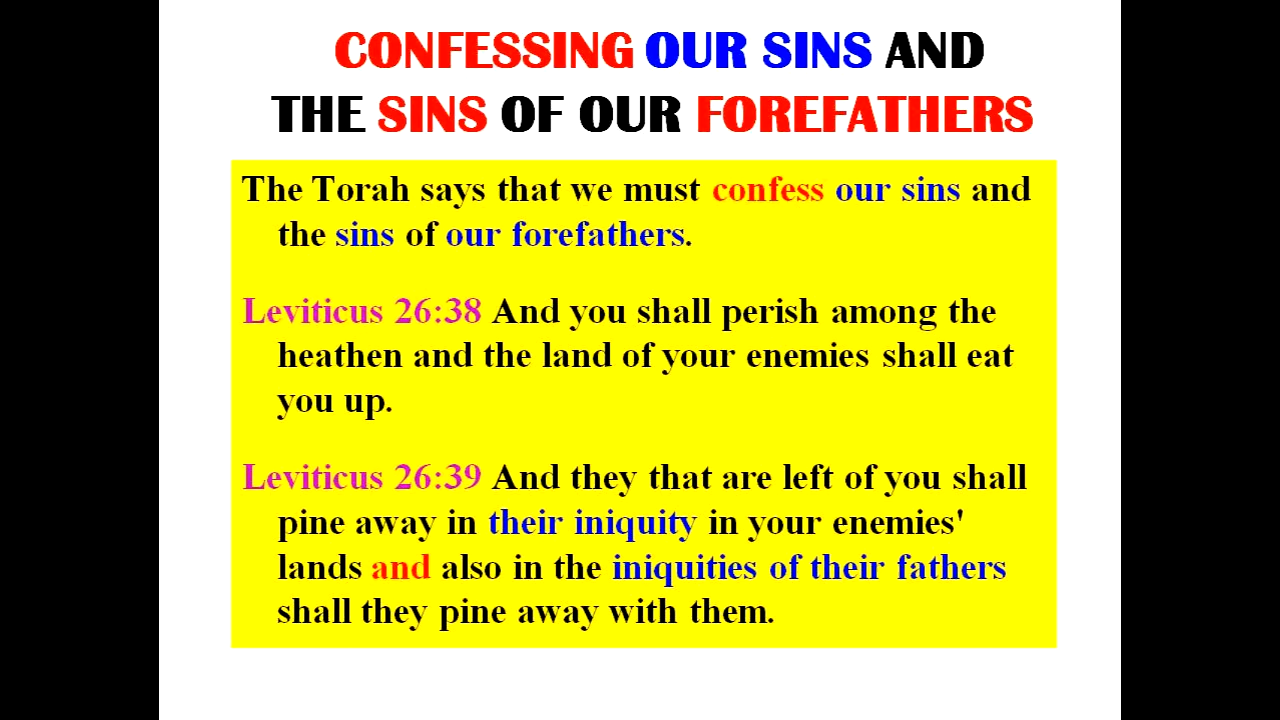 CONFESSING OUR SINS AND
THE SINS OF OUR FOREFATHERS
The Torah says that we must confess our sins and
the sins of our forefathers.
Leviticus 26:38 And you shall perish among the
heathen and the land of your enemies shall eat
you up.
Leviticus 26:39 And they that are left of you shall
pine away in their iniquity in your enemies'
lands and also in the iniquities of their fathers
shall they pine away with them.